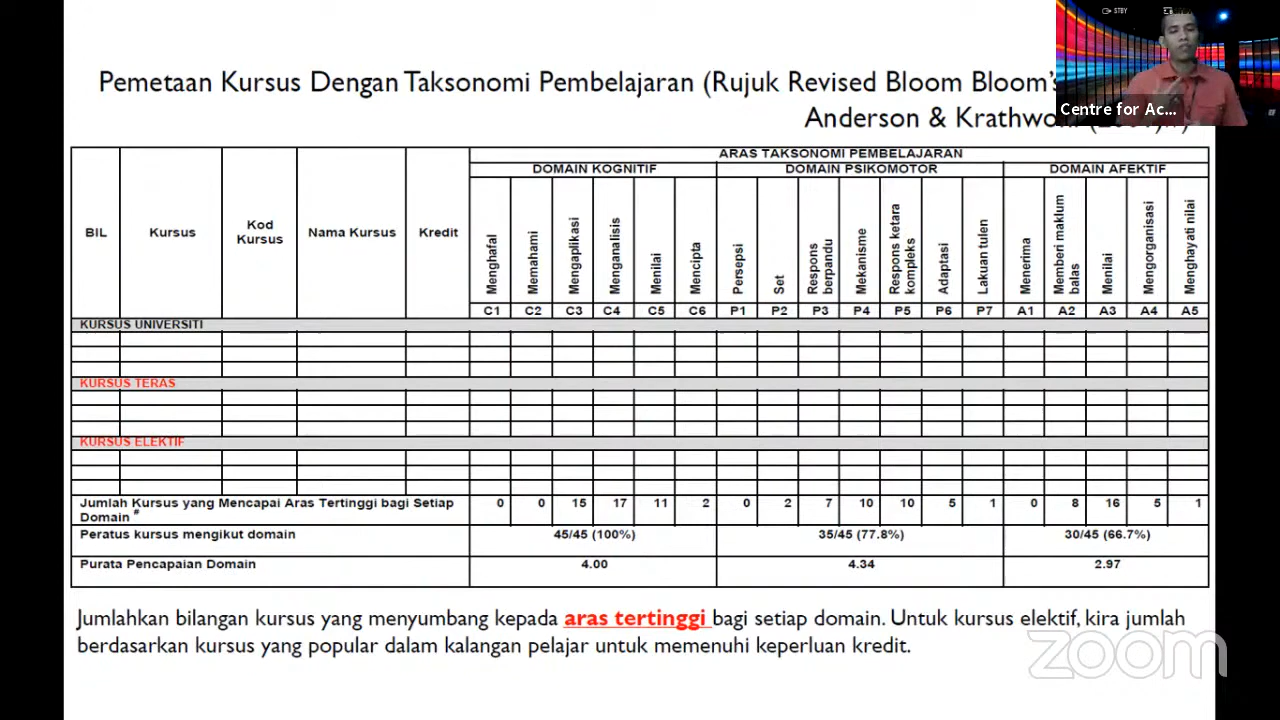 STBY
Centre for Ac...
Pemetaan Kursus Dengan Taksonomi Pembelajaran (Rujuk Revised Bloom Bloom's
Anderson &
ARAS TAKSONOMI PEMBELAJARAN
DOMAIN KOGNITIF DOMAIN PSIKOMOTOR DOMAIN AFEKTIF
BIL Kursus Kod Kursus Nama Kursus Kredit Menghafal Memahami Mengaplikasi Menganalisis Menilai Mencipta Persepsi Set Respons berpandu Mekanisme Respons ketara kompleks Adaptasi Lakuan tulen Menerima Memberi maklum balas Menilai Mengorganisasi Menghayati nilai
C1 C2 C3 C4 C5 C6 P1 P2 P3 P4 P5 P6 P7 A1 A2 A3 A4 A5
KURSUS UNIVERSITI
KURSUS TERAS
KURSUS ELEKTIF
Jumlah Kursus yang Mencapai Aras Tertinggi bagi Setiap
Domain # 0 0 15 17 11 2 0 2 7 10 10 5 1 0 8 16 5 1
Peratus kursus mengikut domain 45/45 (100%) 35/45 (77.8%) 30/45 (66.7%)
Purata Pencapaian Domain 4.00 4.34 2.97
Jumlahkan bilangan kursus yang menyumbang kepada aras tertinggi bagi setiap domain. Untuk kursus elektif, kira jumlah
berdasarkan kursus yang popular dalam kalangan pelajar untuk memenuhi keperluan kredit.
zoom